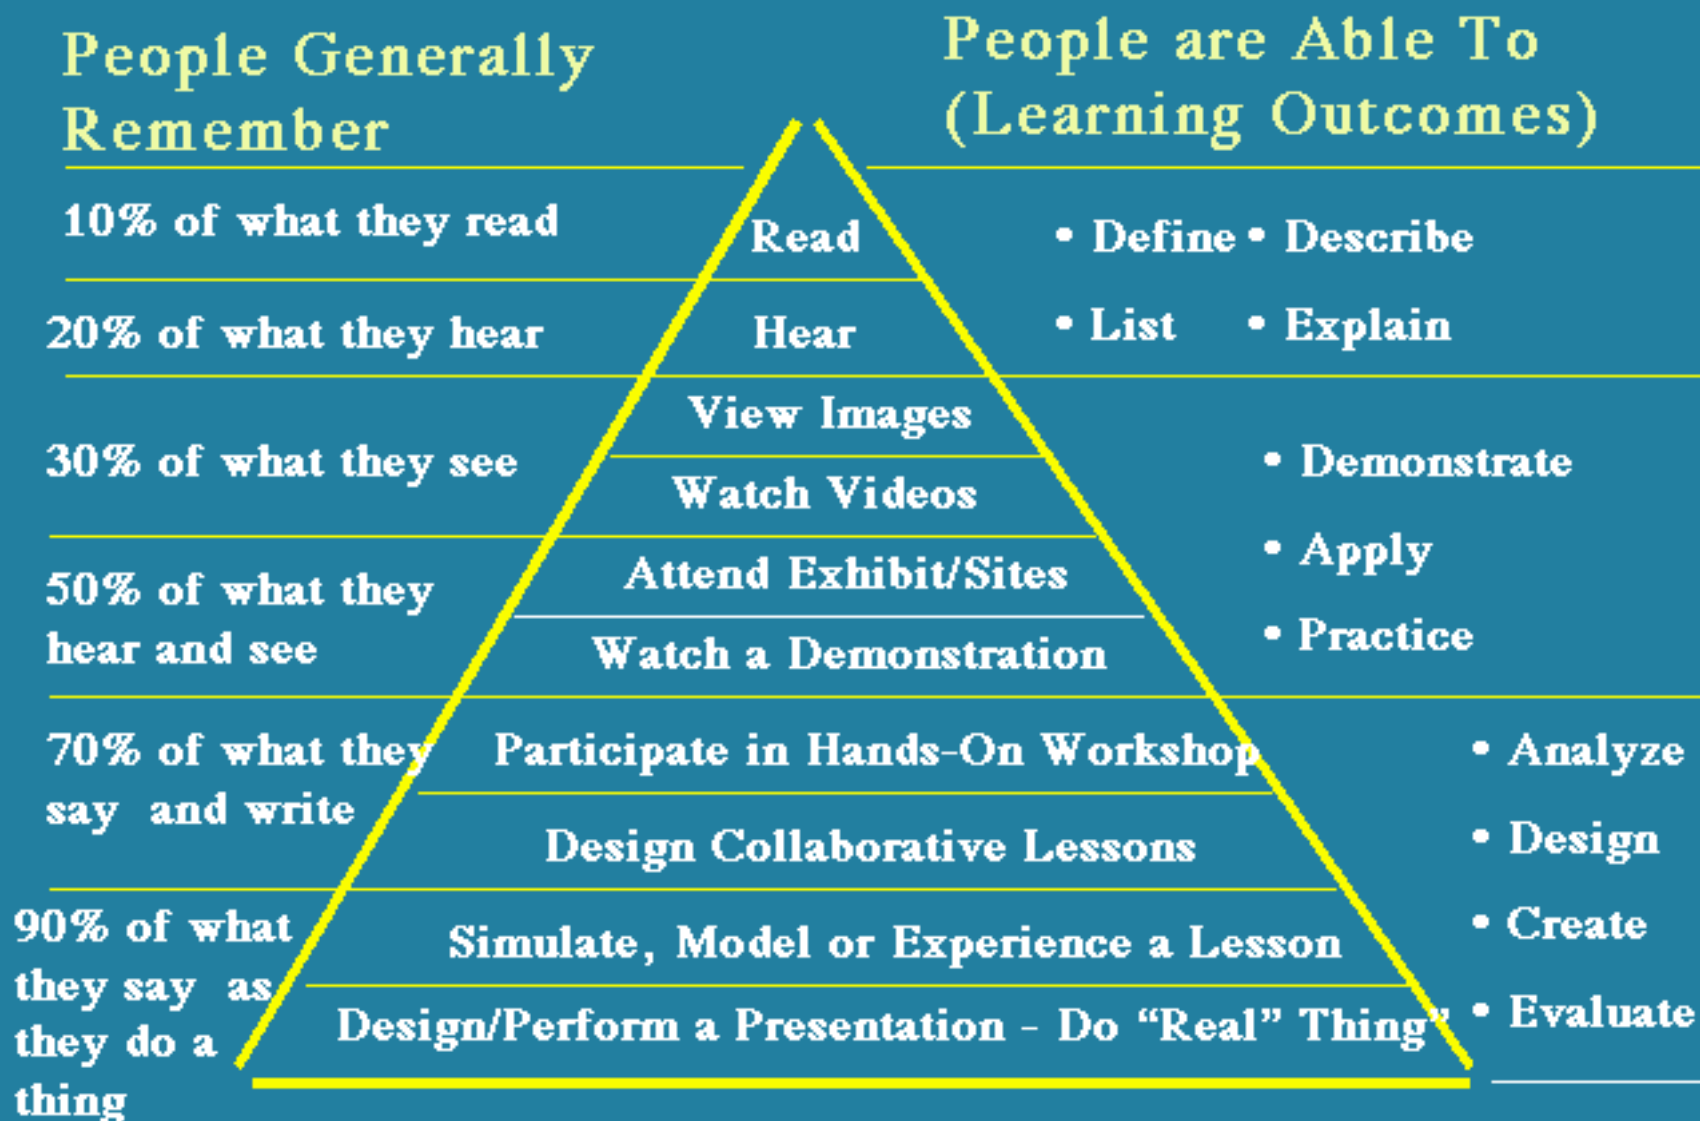 People Generally
Remember
People are Able To
(Learning Outcomes)
10% of what they read
Read
• Define • Describe
20% of what they hear
Hear
• List • Explain
30% of what they see
View Images
Watch Videos
• Demonstrate
• Apply
• Practice
50% of what they
hear and see
Attend Exhibit/Sites
Watch a Demonstration
70% of what they
say and write
Participate in Hands-On Workshop
Design Collaborative Lessons
• Analyze
• Design
• Create
• Evaluate
90% of what
they say as
they do a
thing
Simulate, Model or Experience a Lesson
Design/Perform a Presentation - Do “Real” Thing”